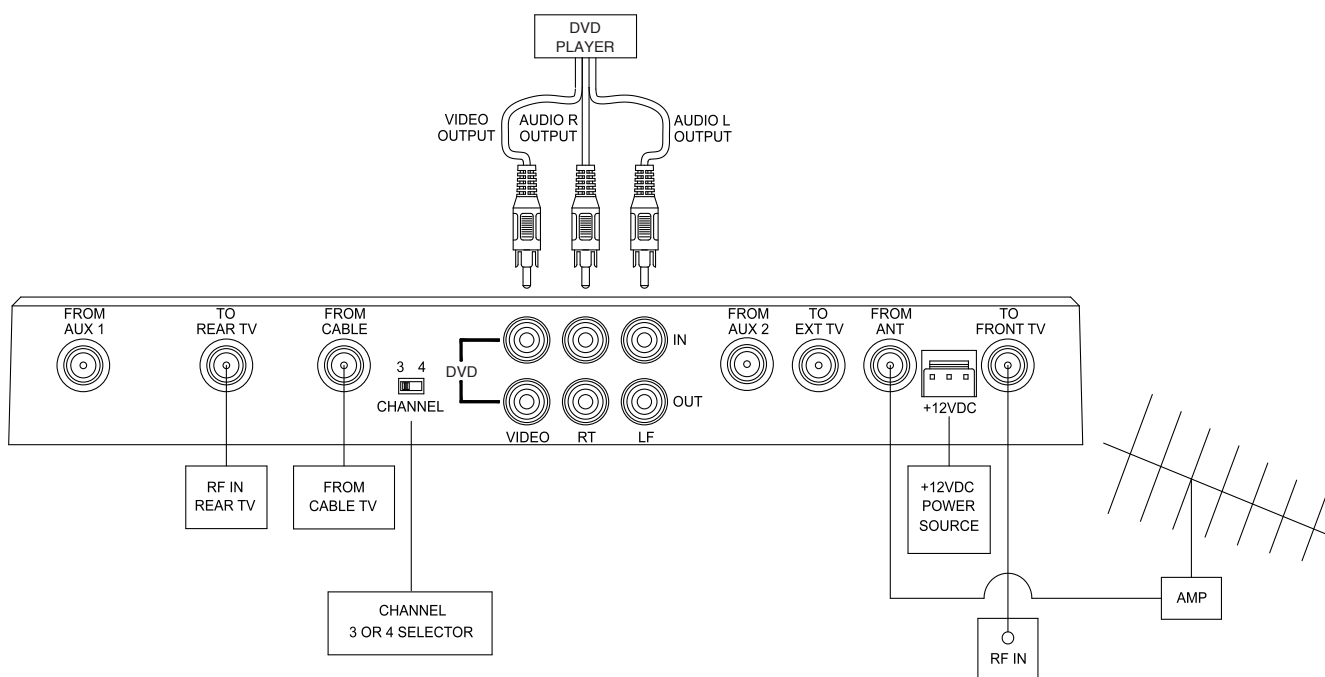 DVD
PLAYER
VIDEO
OUTPUT
AUDIO R
OUTPUT
AUDIO L
OUTPUT
FROM
AUX 1
TO
REAR TV
FROM
CABLE
3 4
CHANNEL
DVD
IN
OUT
VIDEO
RT
LF
FROM
AUX 2
TO
EXT TV
FROM
ANT
+12VDC
TO
FRONT TV
RF IN
REAR TV
FROM
CABLE TV
CHANNEL
3 OR 4 SELECTOR
+12VDC
POWER
SOURCE
AMP
RF IN